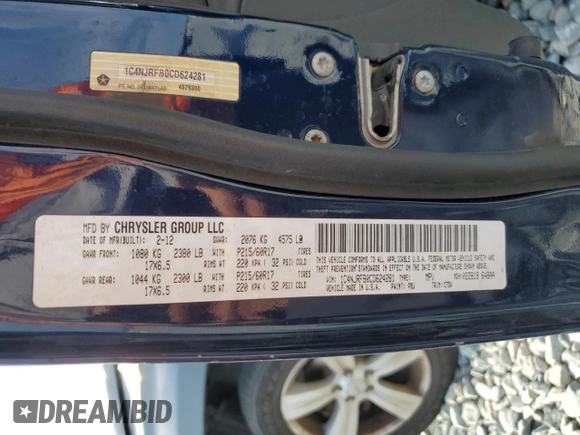 1C4NJRFB0CD624281
MFD BY CHRYSLER GROUP LLC
DATE OF MFR(BUILT): 2-12 GVWR: 2076 KG 4575 LB
GAWR FRONT: 1080 KG 2380 LB WITH P215/60R17 TIRES
17X6.5 RIMS AT 220 KPA ( 32 PSI/COLD )
GAWR REAR: 1044 KG 2300 LB WITH P215/60R17 TIRES
17X6.5 RIMS AT 220 KPA ( 32 PSI/COLD )
THIS VEHICLE CONFORMS TO ALL APPLICABLE U.S.A. FEDERAL MOTOR VEHICLE SAFETY AND
THEFT PREVENTION STANDARDS IN EFFECT ON THE DATE OF MANUFACTURE SHOWN ABOVE.
VIN: 1C4NJRFB0CD624281 TYPE: MPV
VEHICLE MADE IN U.S.A. PAINT: PBU TRIM:
DREAMBID